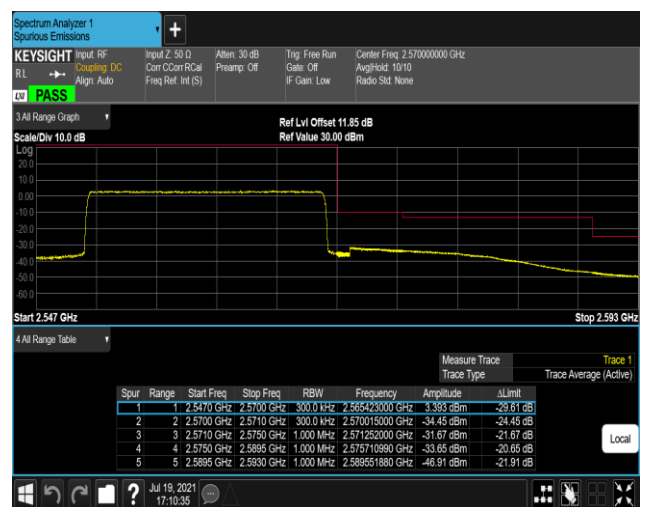 Spectrum Analyzer 1
Spurious Emissions
+
KEYSIGHT Input: RF Input Z: 50 Ω Atten: 30 dB Trig: Free Run Center Freq: 2.570000000 GHz
RL Coupling: DC Corr CCorr RCal Preamp: Off Gate: Off Avg|Hold: 10/10
Align: Auto Freq Ref: Int (S) IF Gain: Low Radio Std: None
LXI PASS
3 All Range Graph
Ref Lvl Offset 11.85 dB
Scale/Div 10.0 dB Ref Value 30.00 dBm
Log
20.0
10.0
0.00
-10.0
-20.0
-30.0
-40.0
-50.0
-60.0
Start 2.547 GHz Stop 2.593 GHz
4 All Range Table
Measure Trace Trace 1
Trace Type Trace Average (Active)
Spur Range Start Freq Stop Freq RBW Frequency Amplitude ΔLimit
1 1 2.5470 GHz 2.5700 GHz 300.0 kHz 2.565423000 GHz 3.393 dBm -29.61 dB
2 2 2.5700 GHz 2.5710 GHz 300.0 kHz 2.570015000 GHz -34.45 dBm -24.45 dB
3 3 2.5710 GHz 2.5750 GHz 1.000 MHz 2.571252000 GHz -31.67 dBm -21.67 dB
4 4 2.5750 GHz 2.5895 GHz 1.000 MHz 2.575710990 GHz -33.65 dBm -20.65 dB
5 5 2.5895 GHz 2.5930 GHz 1.000 MHz 2.589551880 GHz -46.91 dBm -21.91 dB
Local
? Jul 19, 2021
17:10:35